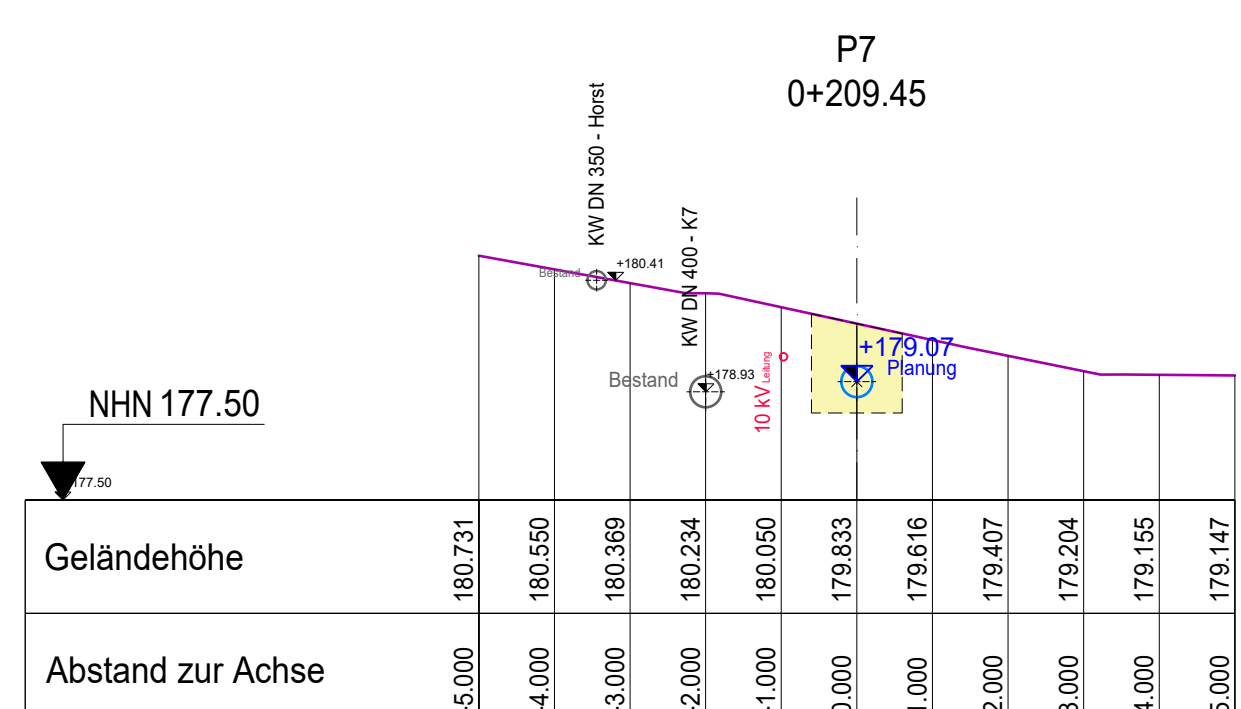 P7
0+209.45
KW DN 350 - Horst
KW DN 400 - K7
Bestand
+180.41
+179.07
Planung
Bestand
+178.93
10 kV Leitung
NHN 177.50
177.50
Geländehöhe
180.731
180.550
180.369
180.234
180.050
179.833
179.616
179.407
179.204
179.155
179.147
Abstand zur Achse
-5.000
-4.000
-3.000
-2.000
-1.000
0.000
1.000
2.000
3.000
4.000
5.000